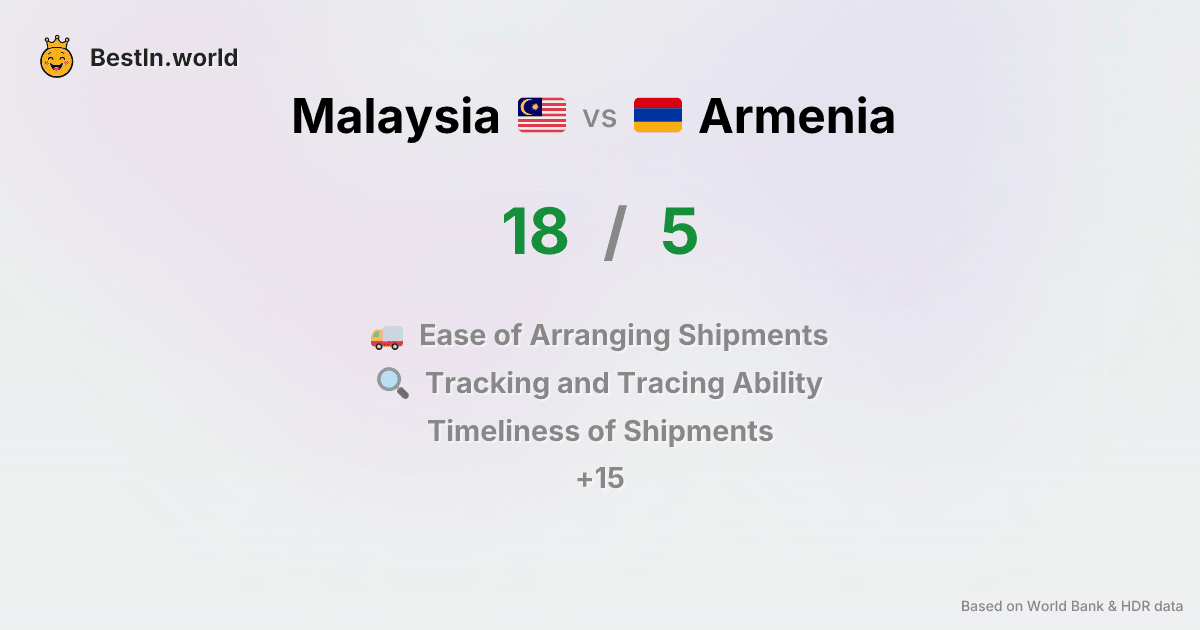 BestIn.world
Malaysia vs Armenia
18 / 5
Ease of Arranging Shipments
Tracking and Tracing Ability
Timeliness of Shipments
+15
Based on World Bank & HDR data